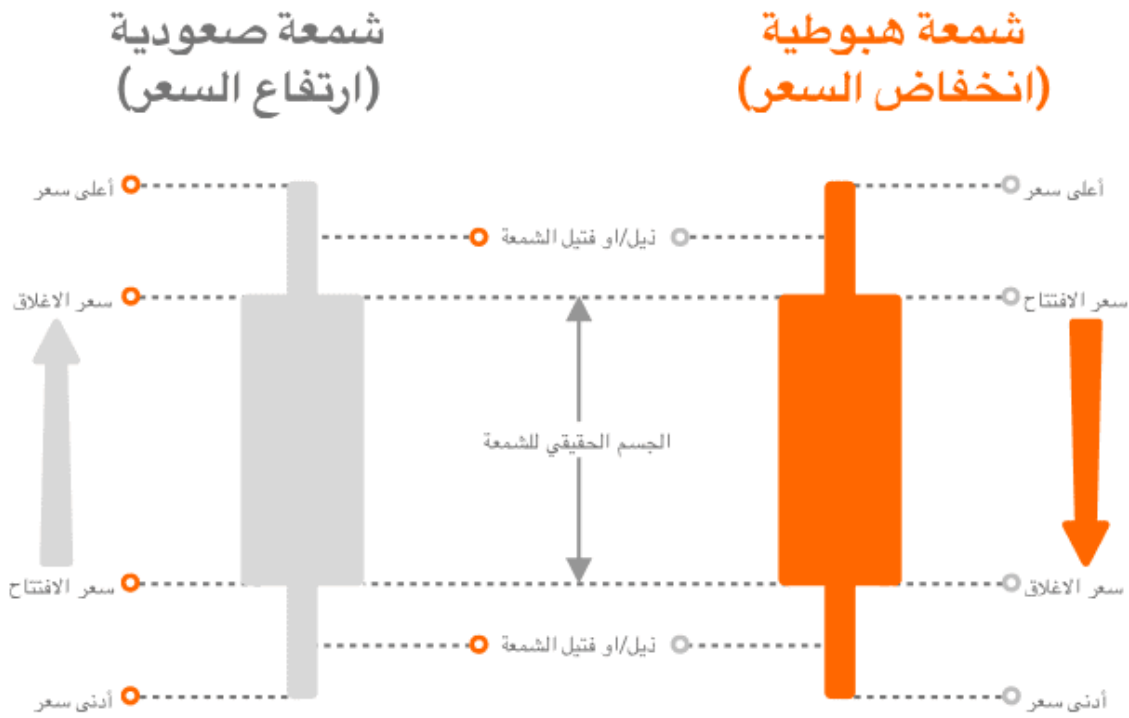 شمعة هبوطية
(انخفاض السعر)
شمعة صعودية
(ارتفاع السعر)
أعلى سعر
أعلى سعر
ذيل/او فتيل الشمعة
سعر الافتتاح
سعر الاغلاق
الجسم الحقيقي للشمعة
سعر الاغلاق
سعر الافتتاح
ذيل/او فتيل الشمعة
أدنى سعر
أدنى سعر